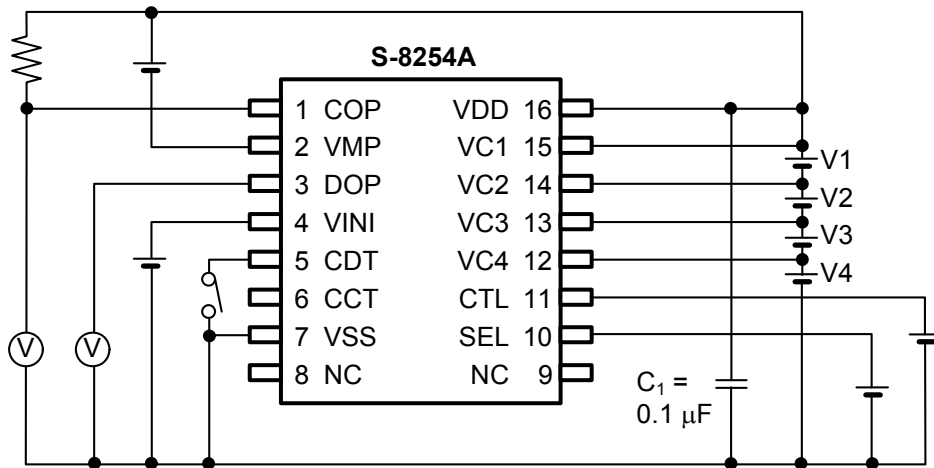 S-8254A
1 COP VDD 16
2 VMP VC1 15
3 DOP VC2 14
4 VINI VC3 13
5 CDT VC4 12
6 CCT CTL 11
7 VSS SEL 10
8 NC NC 9
V1
V2
V3
V4
V
V
C₁ =
0.1 μF